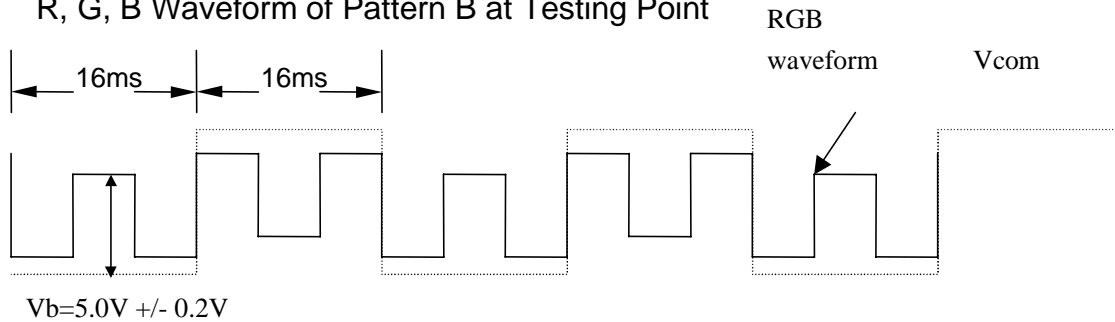 R, G, B Waveform of Pattern B at Testing Point
RGB
waveform
Vcom
16ms
16ms
Vb=5.0V +/- 0.2V